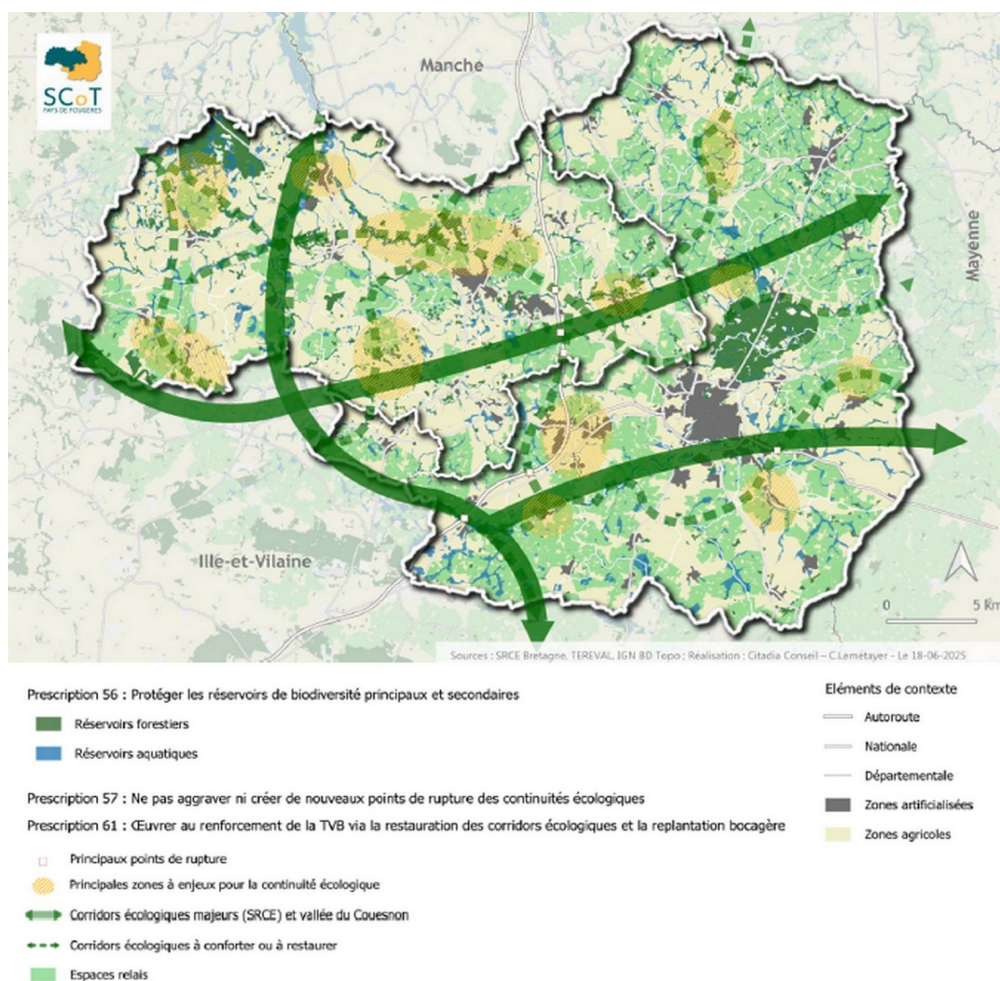 SCoT
PAYS DE FOUGÈRES
Manche
Mayenne
Ille-et-Vilaine
0 5 km
Sources : SRCE Bretagne, TEREVAL, IGN BD Topo ; Réalisation : Citadia Conseil – C.Lemétayer - Le 18-06-2025
Prescription 56 : Protéger les réservoirs de biodiversité principaux et secondaires
Réservoirs forestiers
Réservoirs aquatiques
Prescription 57 : Ne pas aggraver ni créer de nouveaux points de rupture des continuités écologiques
Prescription 61 : Œuvrer au renforcement de la TVB via la restauration des corridors écologiques et la replantation bocagère
Principaux points de rupture
Principales zones à enjeux pour la continuité écologique
Corridors écologiques majeurs (SRCE) et vallée du Couesnon
Corridors écologiques à conforter ou à restaurer
Espaces relais
Eléments de contexte
Autoroute
Nationale
Départementale
Zones artificialisées
Zones agricoles